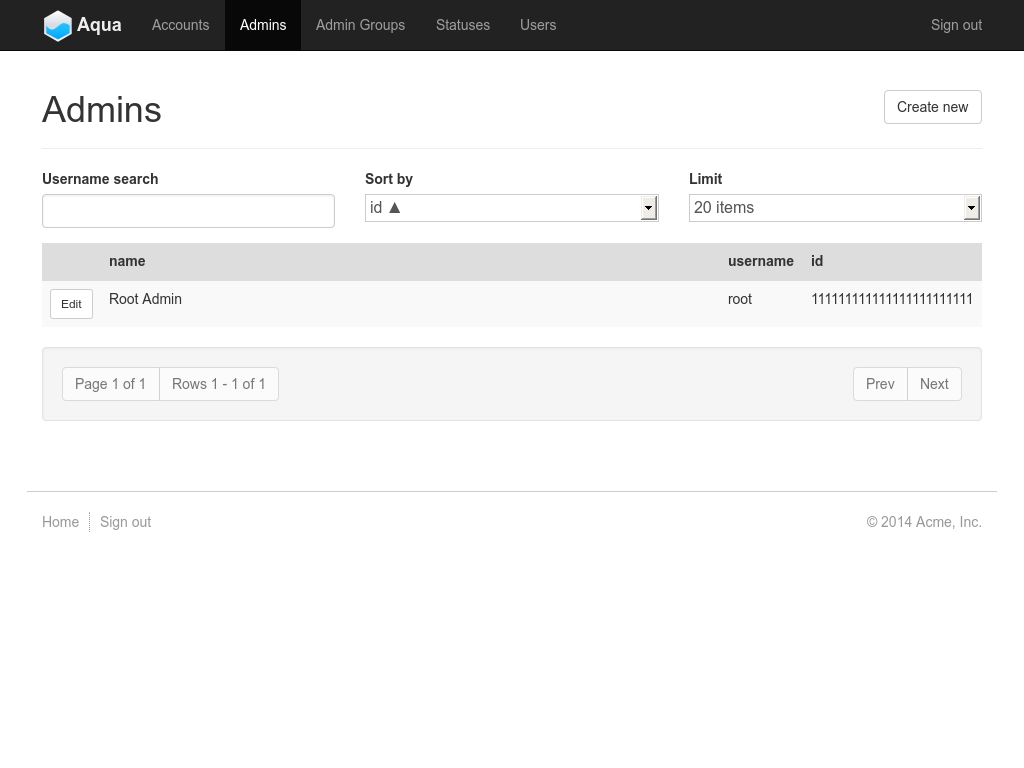 Aqua Accounts Admins Admin Groups Statuses Users Sign out
Admins Create new
Username search Sort by Limit
id ▲ 20 items
name username id
Edit Root Admin root 111111111111111111111111
Page 1 of 1 Rows 1 - 1 of 1 Prev Next
Home Sign out © 2014 Acme, Inc.